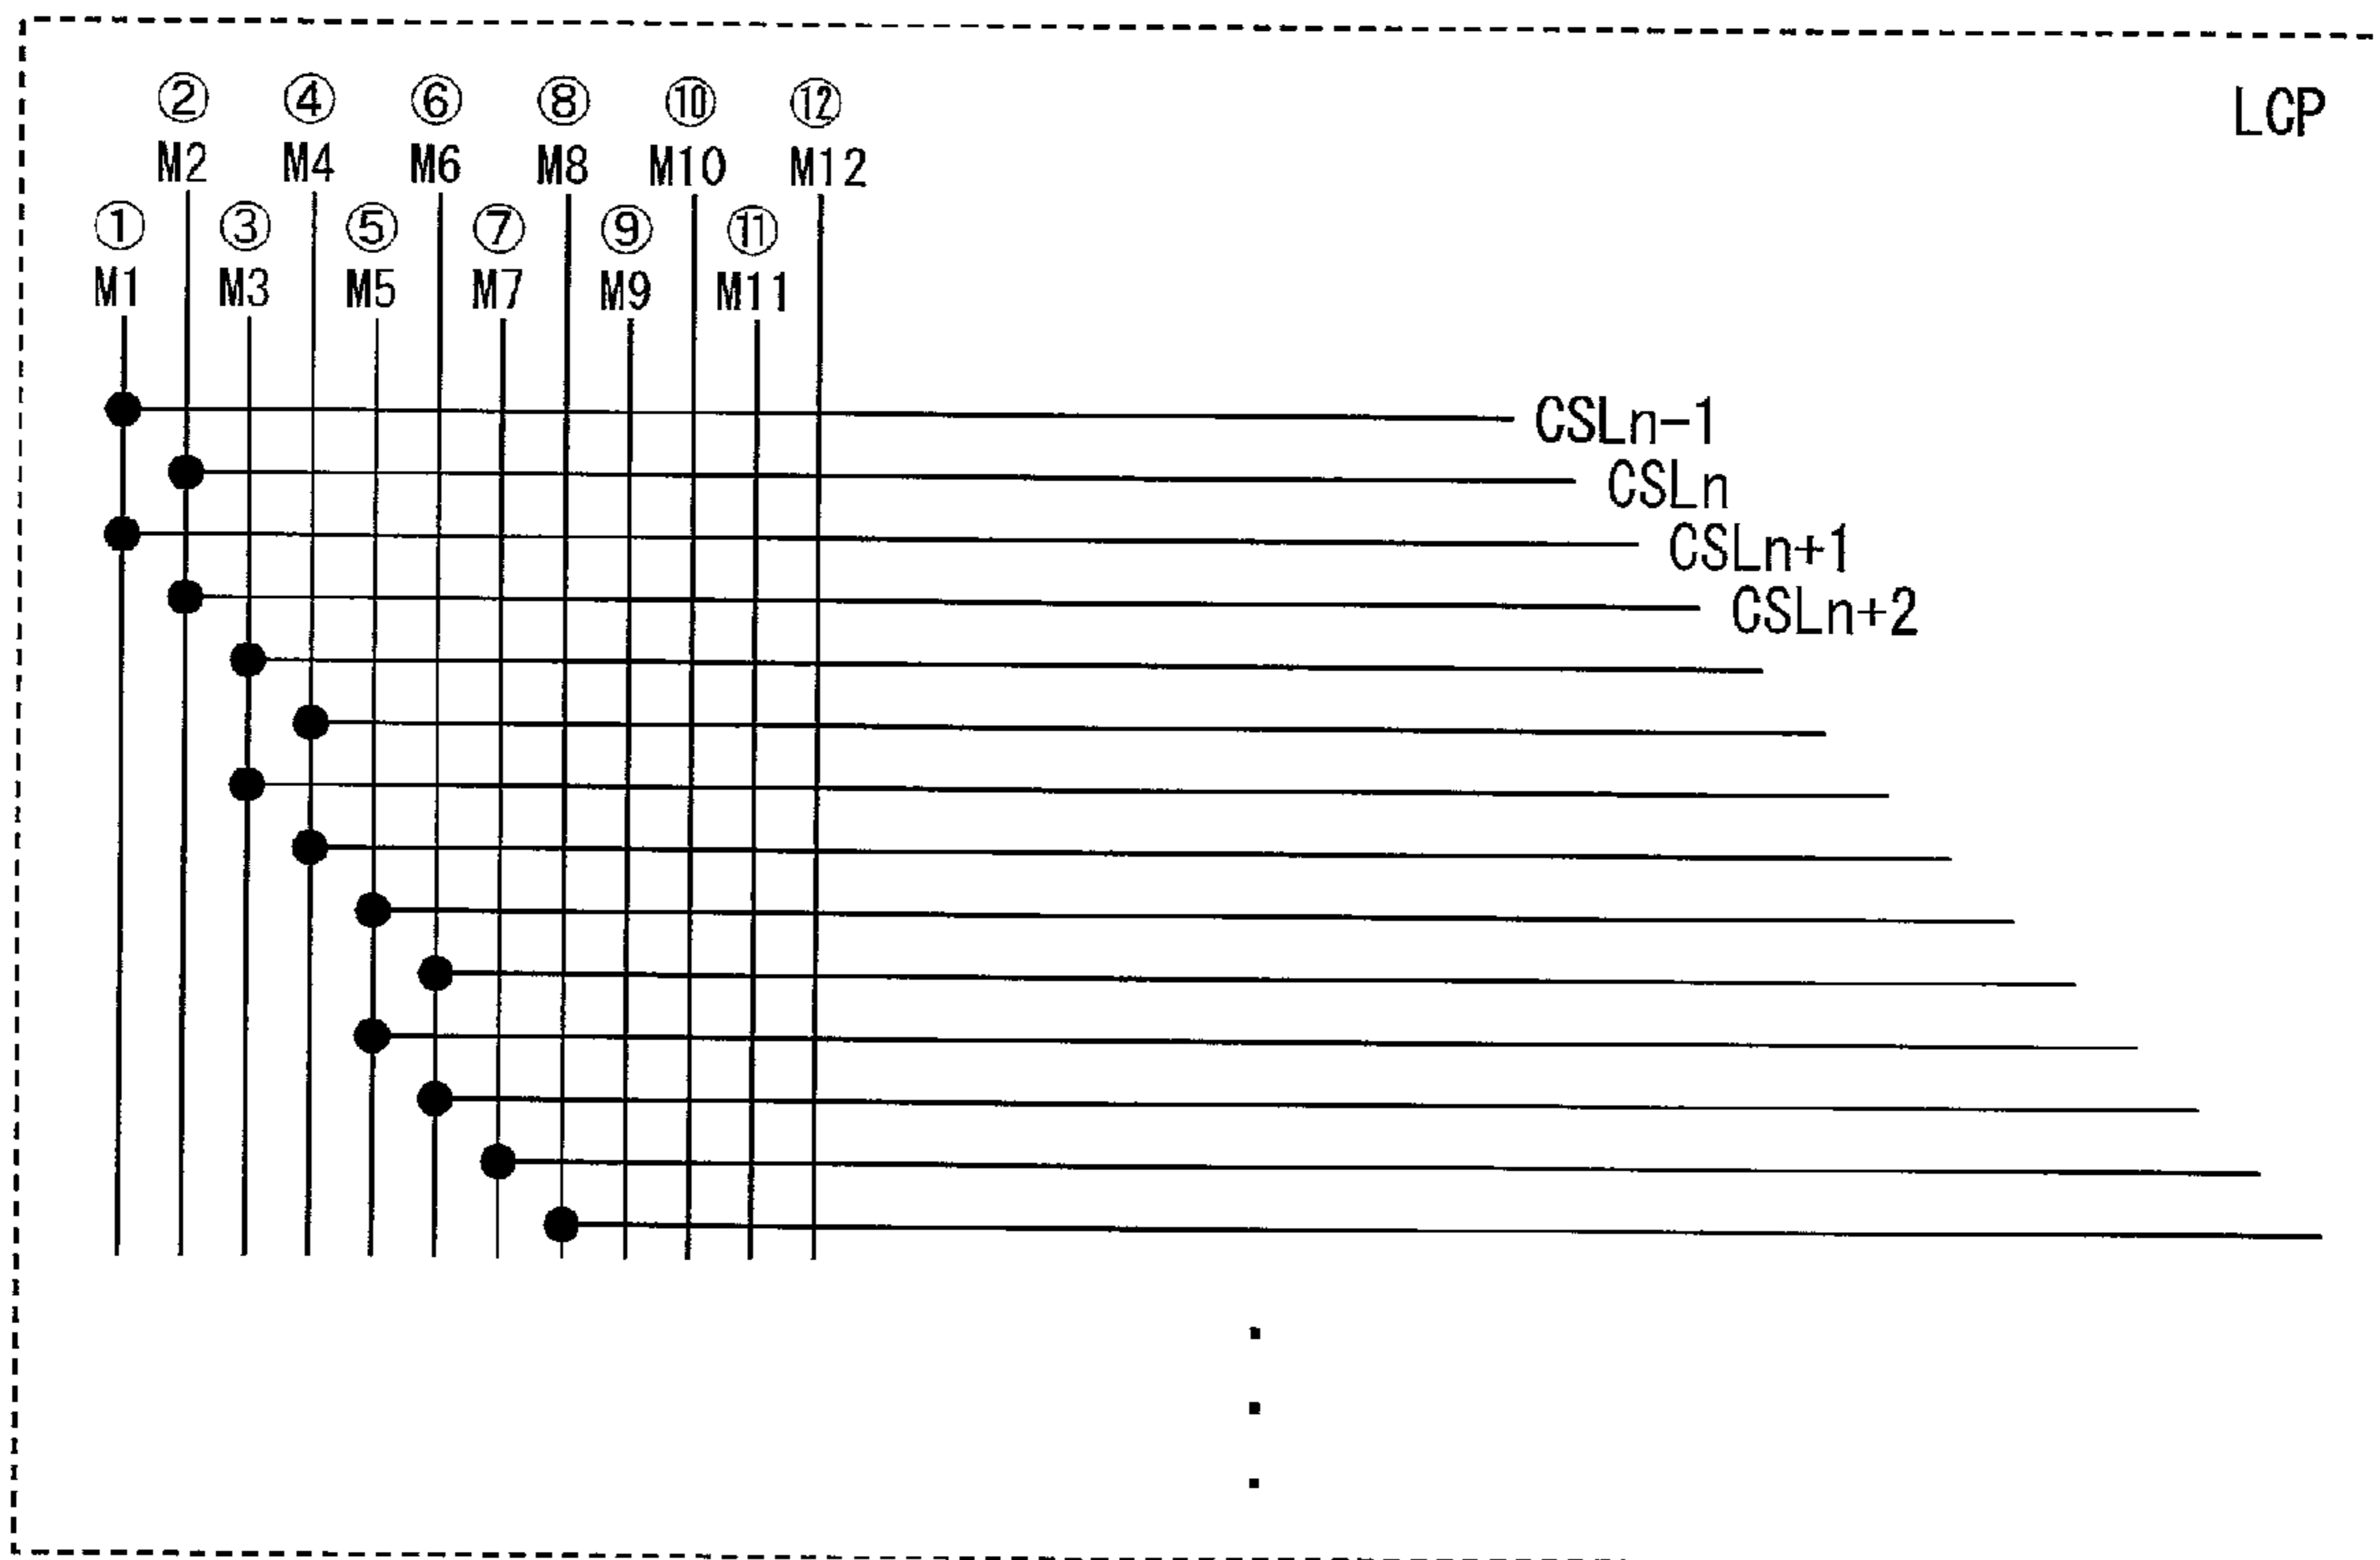 ② ④ ⑥ ⑧ ⑩ ⑫ LCP
M2 M4 M6 M8 M10 M12
① ③ ⑤ ⑦ ⑨ ⑪
M1 M3 M5 M7 M9 M11
CSLn-1
CSLn
CSLn+1
CSLn+2